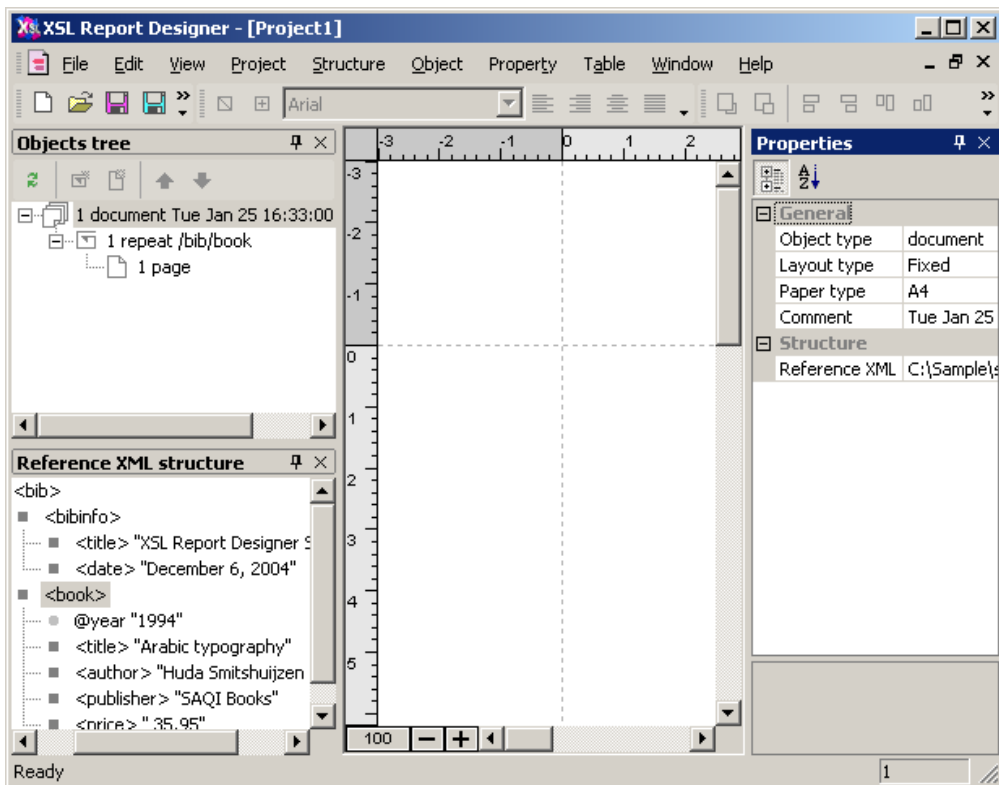 XSL Report Designer - [Project1]
File Edit View Project Structure Object Property Table Window Help
Arial
Objects tree
1 document Tue Jan 25 16:33:00
1 repeat /bib/book
1 page
Reference XML structure
<bib>
<bibinfo>
<title> "XSL Report Designer S
<date> "December 6, 2004"
<book>
@year "1994"
<title> "Arabic typography"
<author> "Huda Smitshuijzen
<publisher> "SAQI Books"
<price> " 35.95"
-3 -2 -1 0 1 2
-3
-2
-1
0
1
2
3
4
5
100
Properties
General
Object type document
Layout type Fixed
Paper type A4
Comment Tue Jan 25
Structure
Reference XML C:\Sample\s
Ready
1